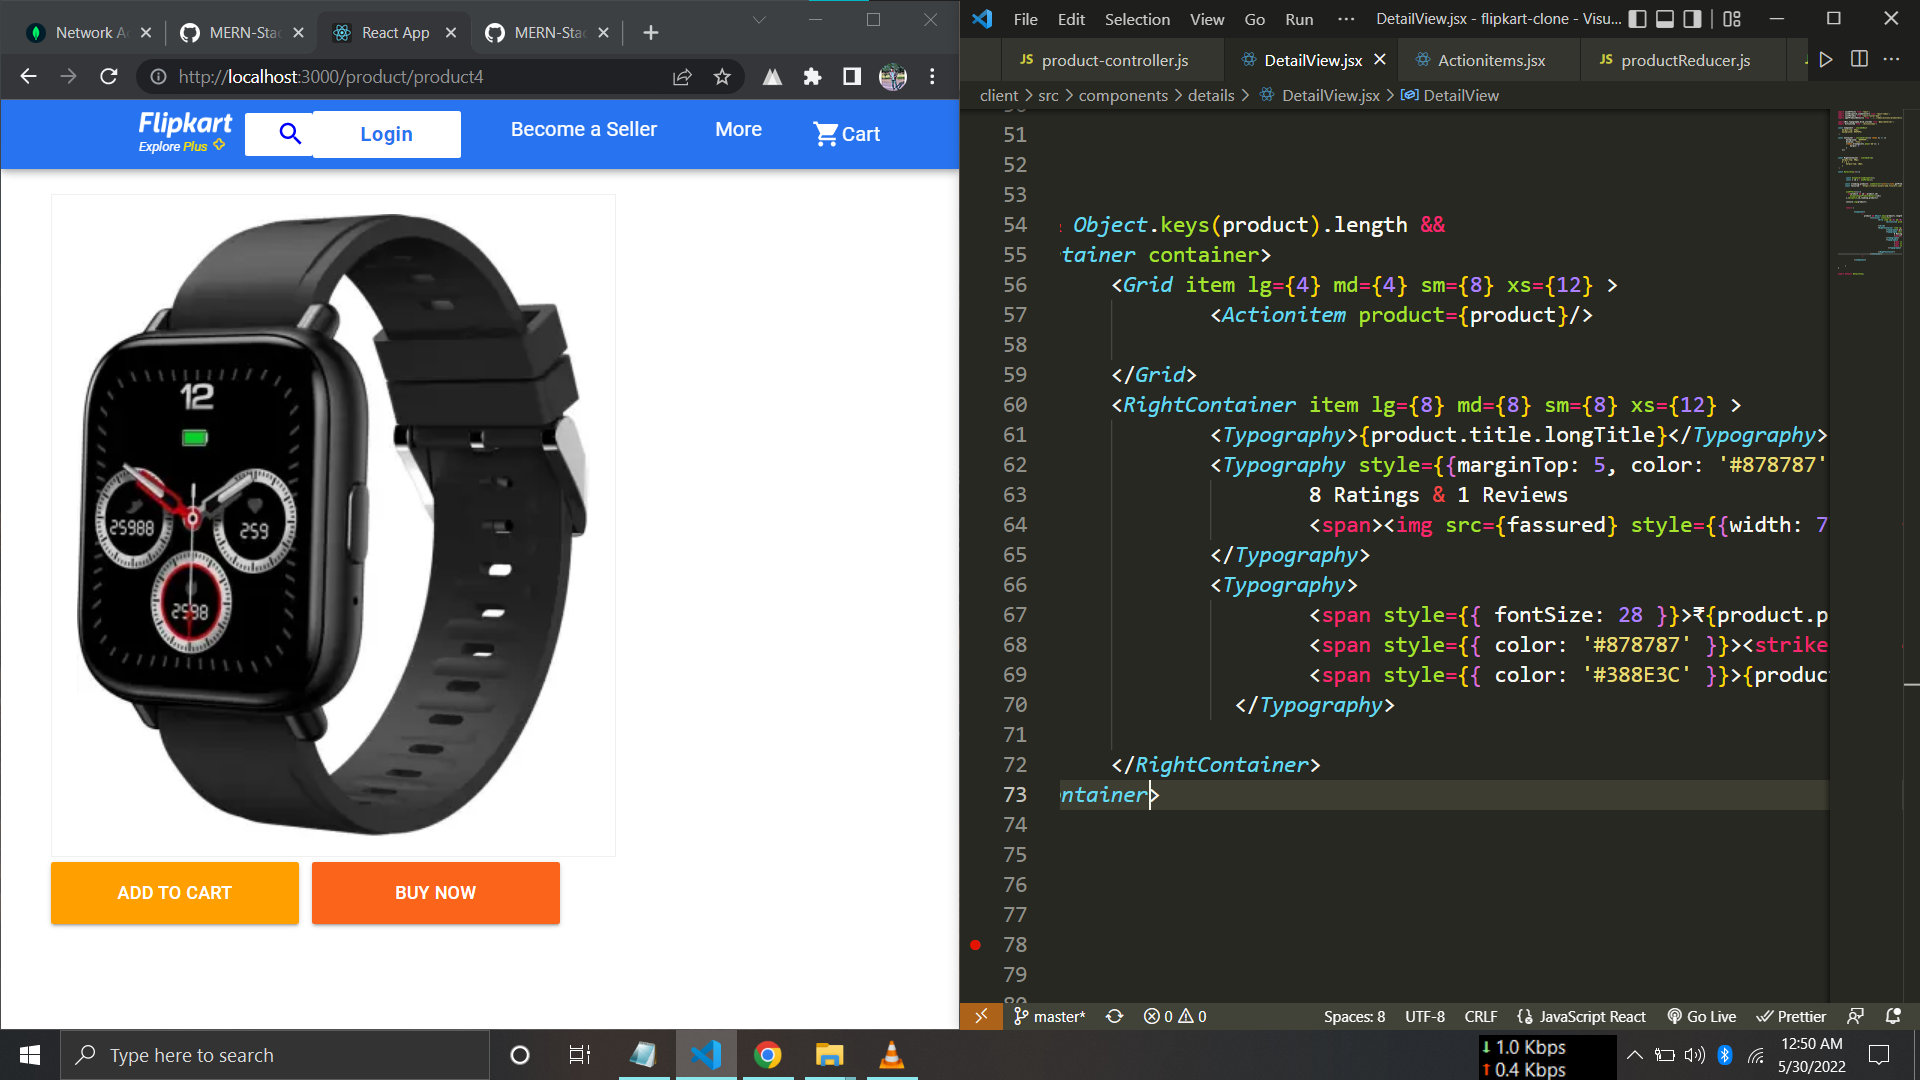 Network A
MERN-Stac
React App
MERN-Stac
http://localhost:3000/product/product4
Flipkart
Explore Plus
Login
Become a Seller
More
Cart
12
25988
259
2598
ADD TO CART
BUY NOW
File Edit Selection View Go Run ··· DetailView.jsx - flipkart-clone - Visu...
JS product-controller.js
DetailView.jsx
Actionitems.jsx
JS productReducer.js
client > src > components > details > DetailView.jsx > DetailView
51
52
53
54 Object.keys(product).length &&
55 tainer container>
56 <Grid item lg={4} md={4} sm={8} xs={12} >
57 <Actionitem product={product}/>
58
59 </Grid>
60 <RightContainer item lg={8} md={8} sm={8} xs={12} >
61 <Typography>{product.title.longTitle}</Typography>
62 <Typography style={{marginTop: 5, color: '#878787'
63 8 Ratings & 1 Reviews
64 <span><img src={fassured} style={{width: 7
65 </Typography>
66 <Typography>
67 <span style={{ fontSize: 28 }}>₹{product.p
68 <span style={{ color: '#878787' }}><strike
69 <span style={{ color: '#388E3C' }}>{produc
70 </Typography>
71
72 </RightContainer>
73 ntainer>
74
75
76
77
78
79
master* 0 0 Spaces: 8 UTF-8 CRLF JavaScript React Go Live Prettier
Type here to search
1.0 Kbps
0.4 Kbps
12:50 AM
5/30/2022